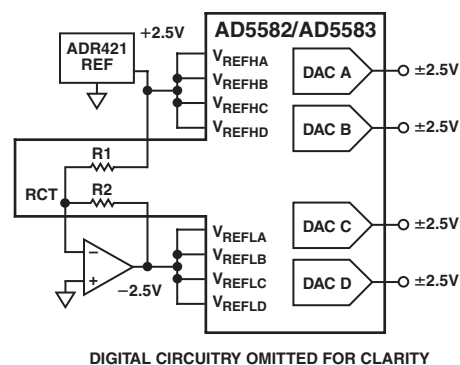 AD5582/AD5583
+2.5V
ADR421
REF
VREFHA
VREFHB
VREFHC
VREFHD
DAC A
±2.5V
DAC B
±2.5V
R1
RCT
R2
VREFLA
VREFLB
VREFLC
VREFLD
DAC C
±2.5V
DAC D
±2.5V
−
+
−2.5V
DIGITAL CIRCUITRY OMITTED FOR CLARITY